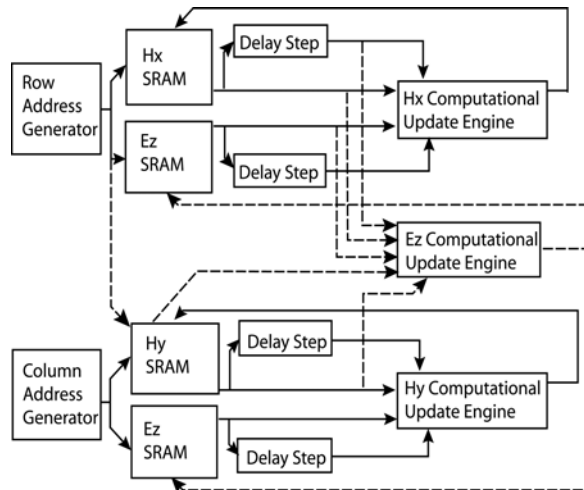 Row
Address
Generator
Hx
SRAM
Delay Step
Hx Computational
Update Engine
Ez
SRAM
Delay Step
Ez Computational
Update Engine
Column
Address
Generator
Hy
SRAM
Delay Step
Hy Computational
Update Engine
Ez
SRAM
Delay Step